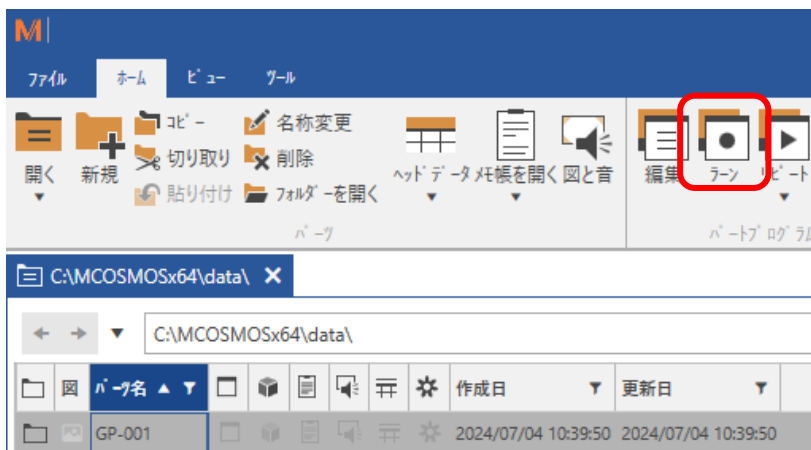 M
ﾌｧｲﾙ ﾎｰﾑ ﾋﾞｭｰ ﾂｰﾙ
ｺﾋﾟｰ 名称変更
切り取り 削除
開く 新規 ﾍｯﾄﾞﾃﾞｰﾀ ﾒﾓ帳を開く 図と音 編集 ﾗｰﾝ ﾘﾋﾟｰﾄ
貼り付け ﾌｫﾙﾀﾞｰを開く
ﾊﾟｰﾂ ﾊﾟｰﾄﾌﾟﾛｸﾞﾗﾑ
C:\MCOSMOSx64\data\
C:\MCOSMOSx64\data\
図 ﾊﾟｰﾂ名 作成日 更新日
GP-001 2024/07/04 10:39:50 2024/07/04 10:39:50